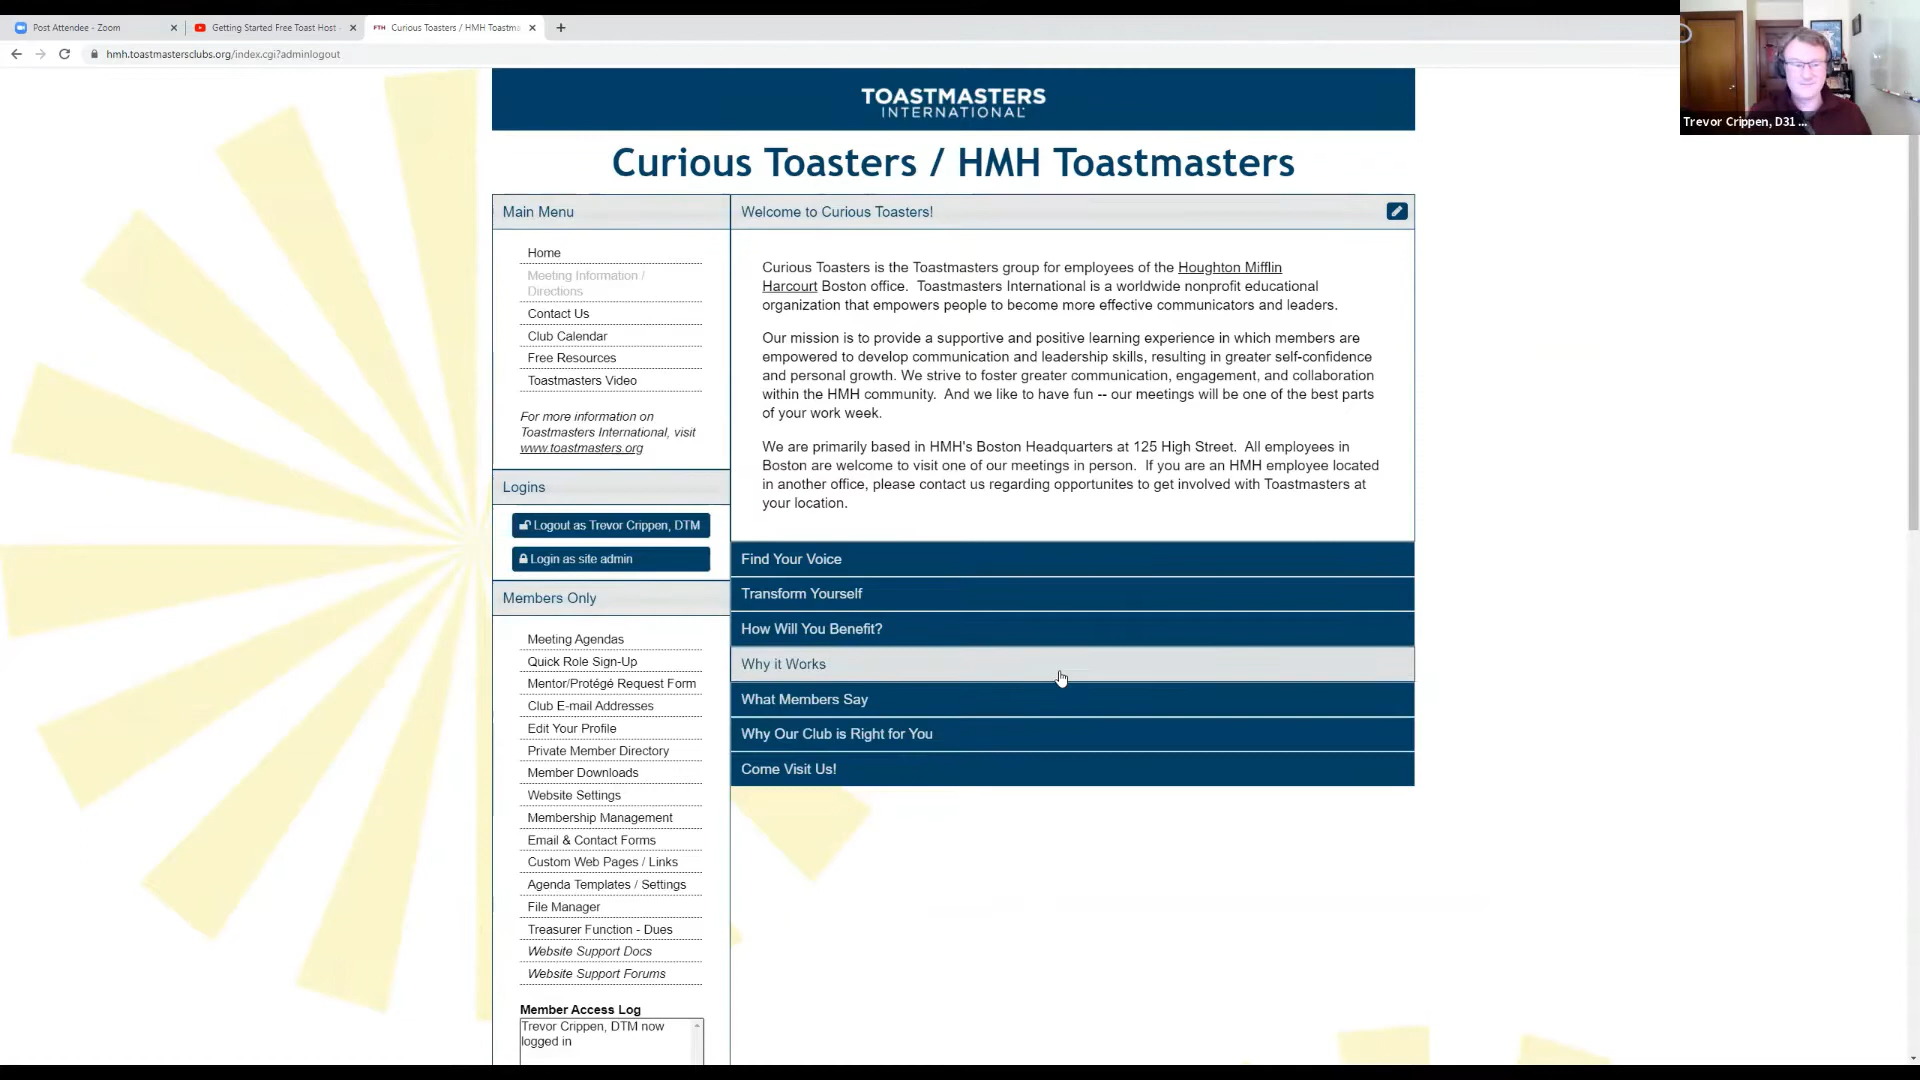 Post Attendee - Zoom
Getting Started Free Toast Host
FTH Curious Toasters / HMH Toastma
hmh.toastmastersclubs.org/index.cgi?adminlogout
Trevor Crippen, D31 ...
TOASTMASTERS
INTERNATIONAL
Curious Toasters / HMH Toastmasters
Main Menu
Home
Meeting Information /
Directions
Contact Us
Club Calendar
Free Resources
Toastmasters Video
For more information on
Toastmasters International, visit
www.toastmasters.org
Logins
Logout as Trevor Crippen, DTM
Login as site admin
Members Only
Meeting Agendas
Quick Role Sign-Up
Mentor/Protégé Request Form
Club E-mail Addresses
Edit Your Profile
Private Member Directory
Member Downloads
Website Settings
Membership Management
Email & Contact Forms
Custom Web Pages / Links
Agenda Templates / Settings
File Manager
Treasurer Function - Dues
Website Support Docs
Website Support Forums
Member Access Log
Trevor Crippen, DTM now
logged in
Welcome to Curious Toasters!
Curious Toasters is the Toastmasters group for employees of the Houghton Mifflin
Harcourt Boston office. Toastmasters International is a worldwide nonprofit educational
organization that empowers people to become more effective communicators and leaders.
Our mission is to provide a supportive and positive learning experience in which members are
empowered to develop communication and leadership skills, resulting in greater self-confidence
and personal growth. We strive to foster greater communication, engagement, and collaboration
within the HMH community. And we like to have fun -- our meetings will be one of the best parts
of your work week.
We are primarily based in HMH's Boston Headquarters at 125 High Street. All employees in
Boston are welcome to visit one of our meetings in person. If you are an HMH employee located
in another office, please contact us regarding opportunites to get involved with Toastmasters at
your location.
Find Your Voice
Transform Yourself
How Will You Benefit?
Why it Works
What Members Say
Why Our Club is Right for You
Come Visit Us!